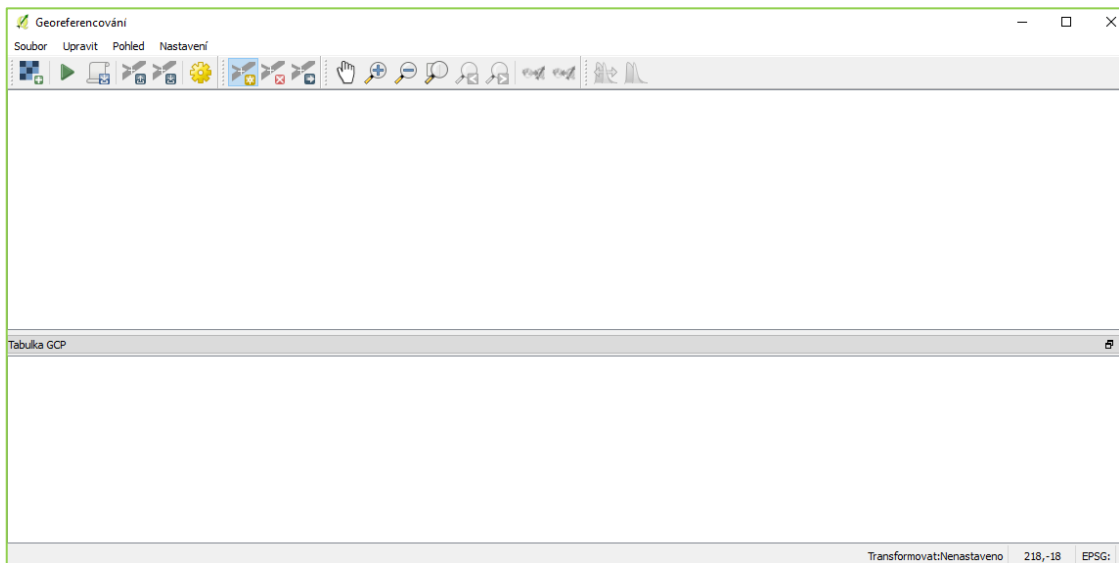 Georeferencování
Soubor Upravit Pohled Nastavení
Tabulka GCP
Transformovat:Nenastaveno 218,-18 EPSG: